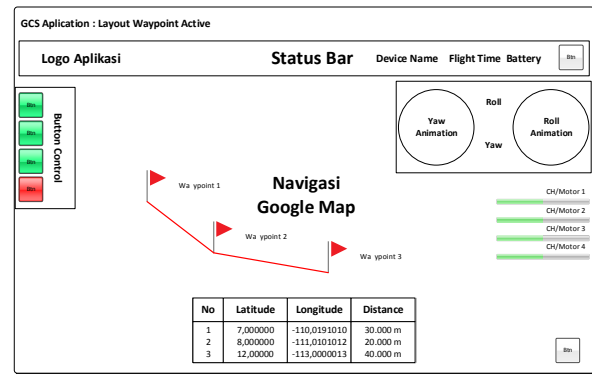 GCS Aplication : Layout Waypoint Active
Logo Aplikasi Status Bar Device Name Flight Time Battery Btn
Btn
Btn
Btn
Btn
Button Control
Yaw Animation
Roll
Yaw
Roll Animation
Wa ypoint 1
Wa ypoint 2
Wa ypoint 3
Navigasi
Google Map
CH/Motor 1
CH/Motor 2
CH/Motor 3
CH/Motor 4
No Latitude Longitude Distance
1 7,000000 -110,0191010 30.000 m
2 8,000000 -111,0101012 20.000 m
3 12,00000 -113,0000013 40.000 m
Btn